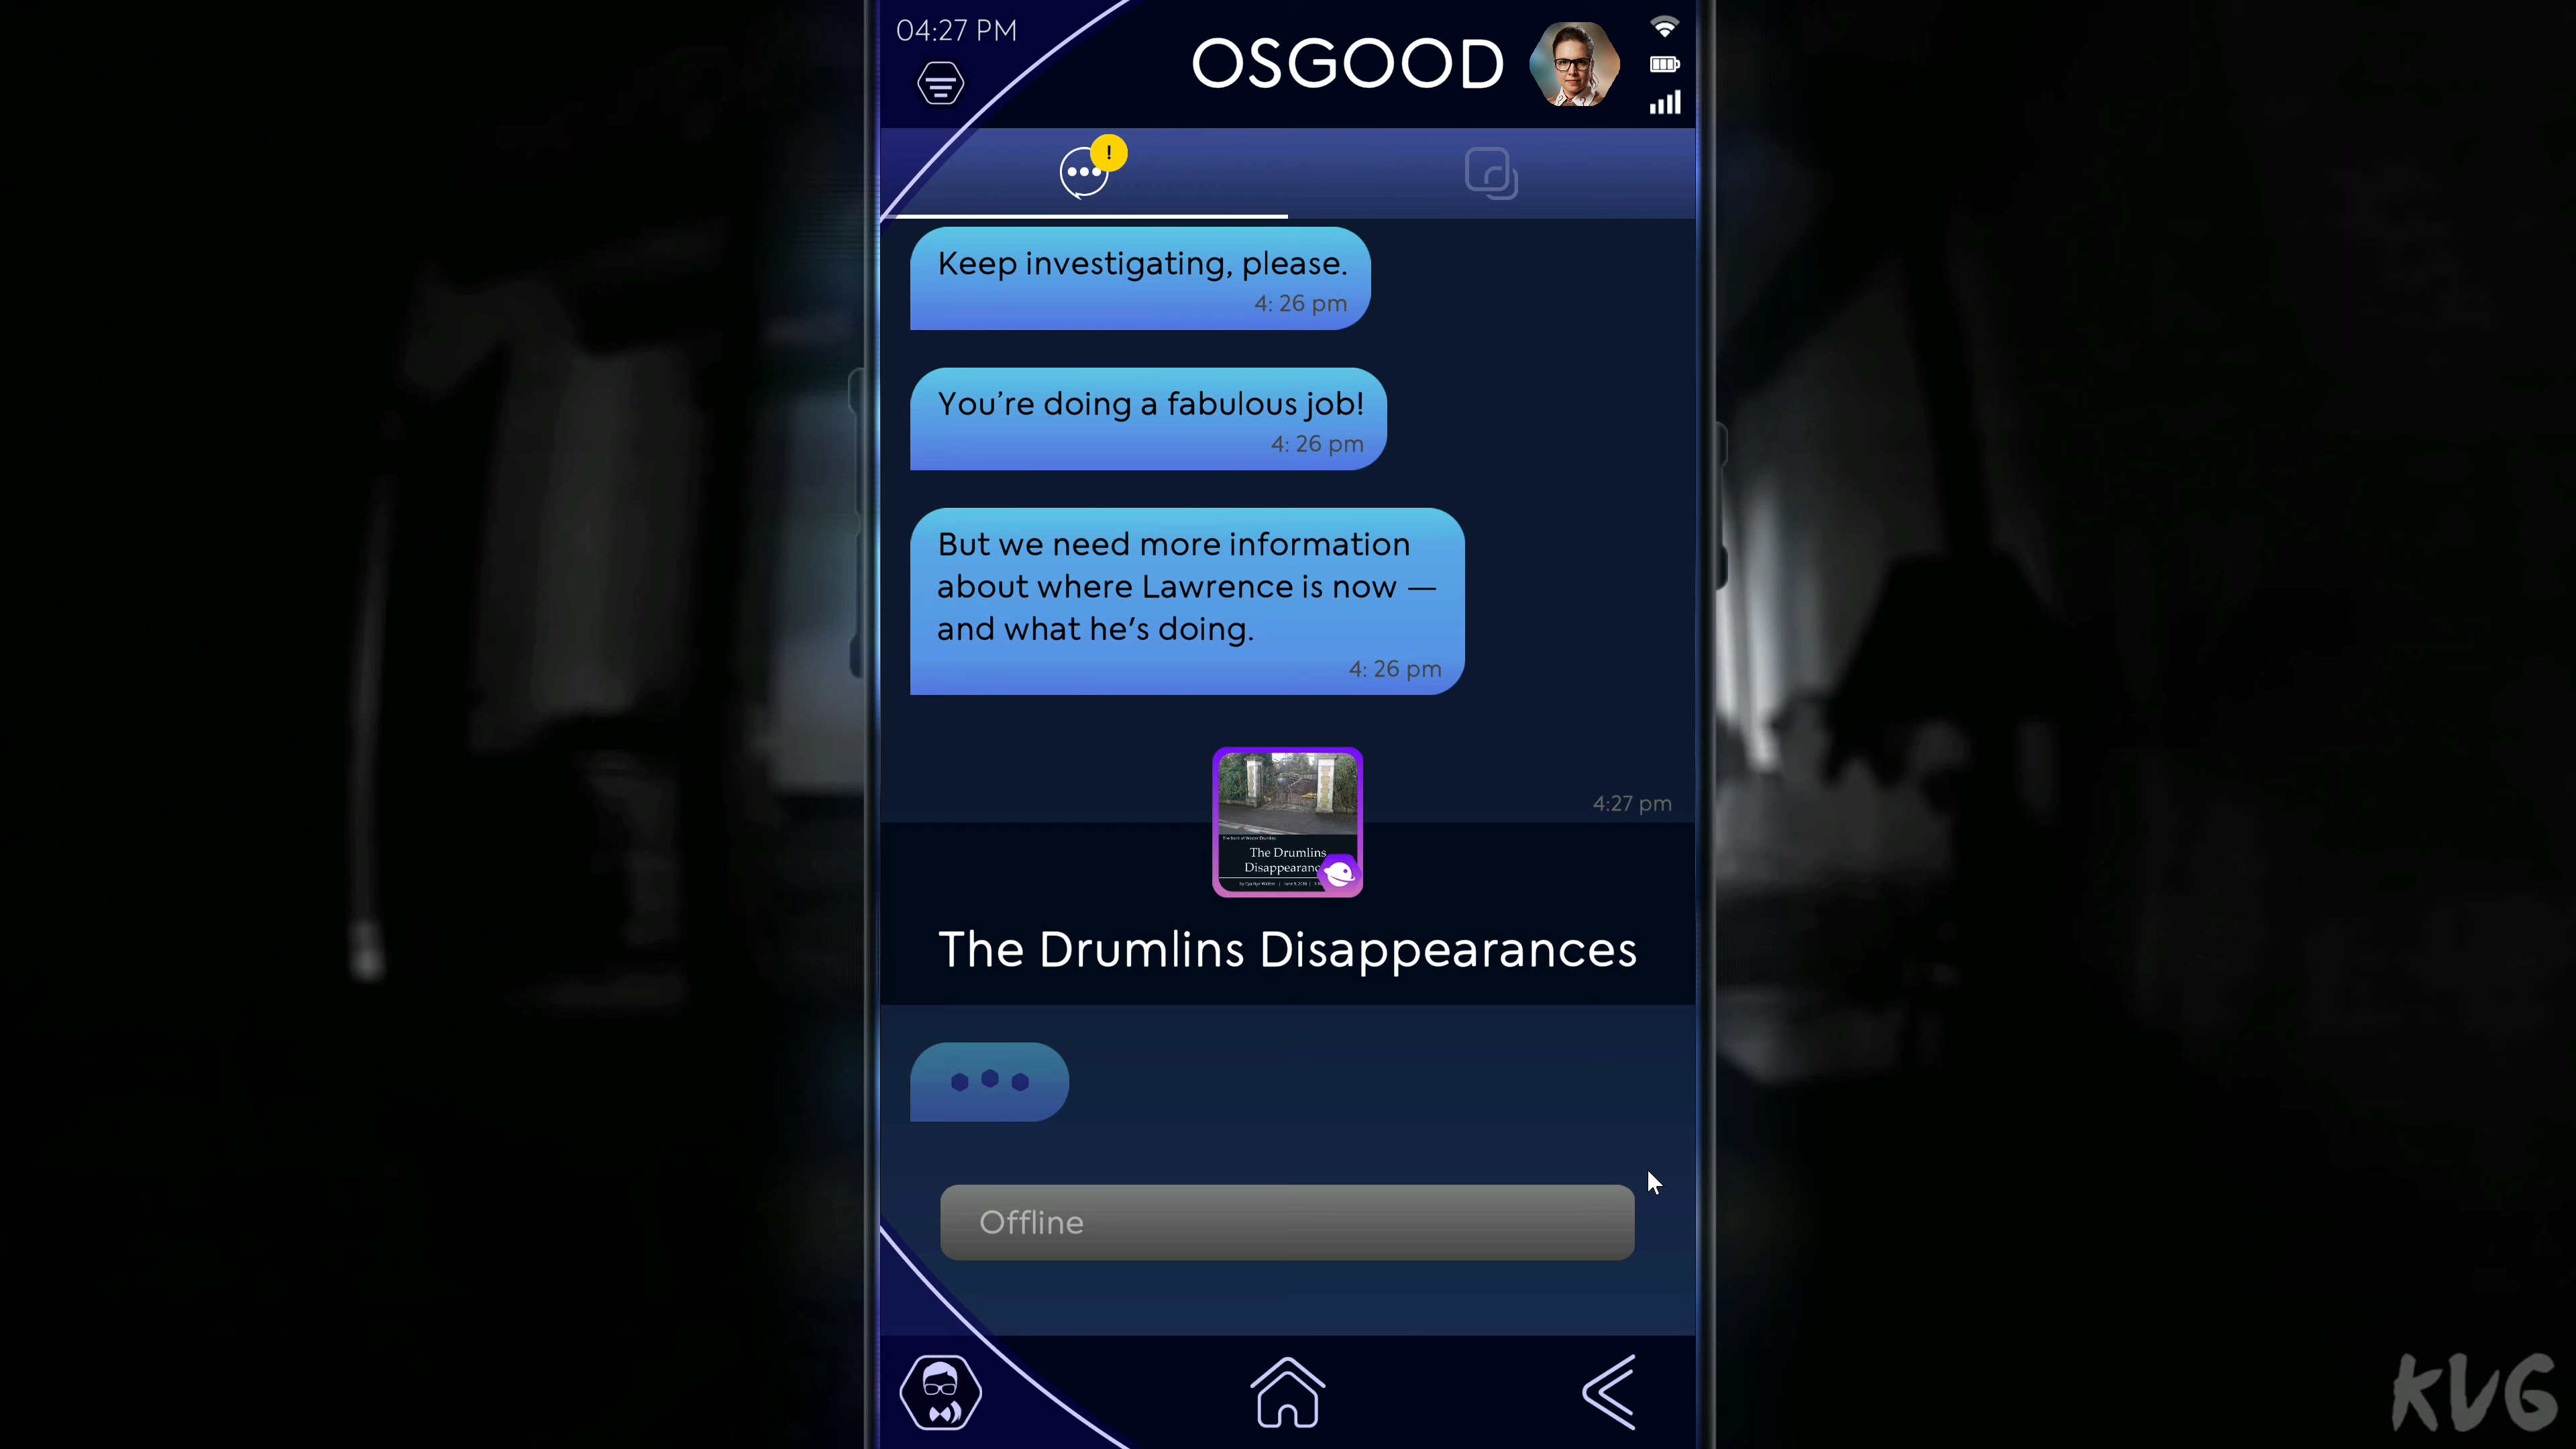 04:27 PM
OSGOOD
!
Keep investigating, please.
4: 26 pm
You’re doing a fabulous job!
4: 26 pm
But we need more information
about where Lawrence is now —
and what he's doing.
4: 26 pm
4:27 pm
The Drumlins
The Drumlins Disappearances
Offline
KVG